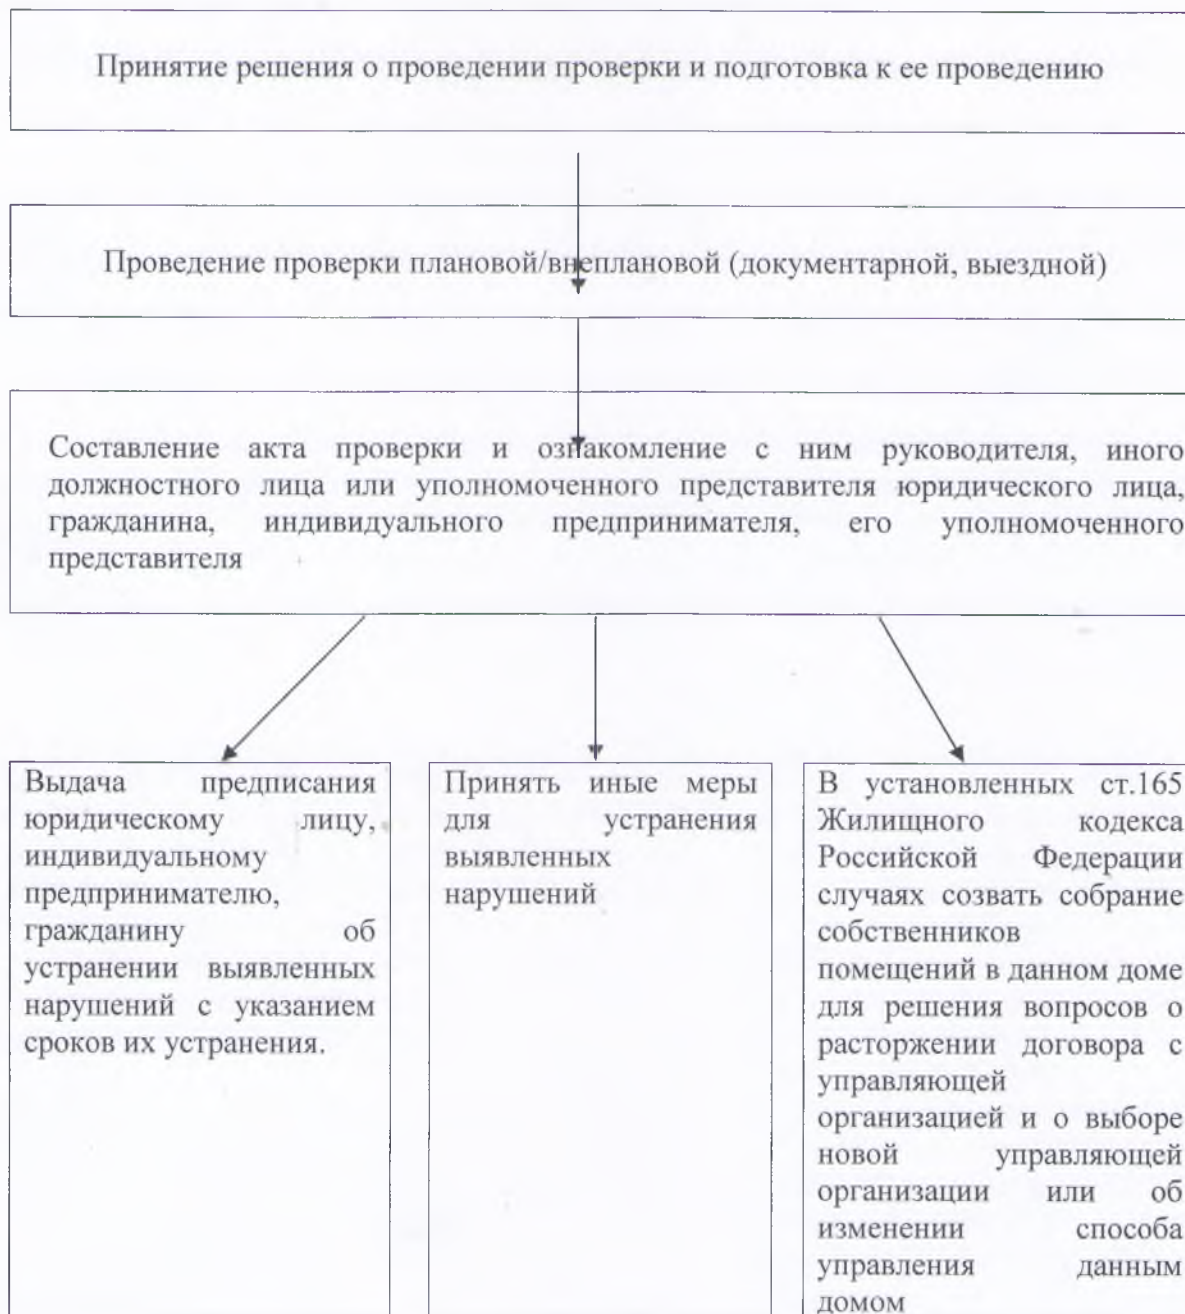 Принятие решения о проведении проверки и подготовка к ее проведению
Проведение проверки плановой/внеплановой (документарной, выездной)
Составление акта проверки и ознакомление с ним руководителя, иного
должностного лица или уполномоченного представителя юридического лица,
гражданина, индивидуального предпринимателя, его уполномоченного
представителя
Выдача предписания
юридическому лицу,
индивидуальному
предпринимателю,
гражданину об
устранении выявленных
нарушений с указанием
сроков их устранения.
Принять иные меры
для устранения
выявленных
нарушений
В установленных ст.165
Жилищного кодекса
Российской Федерации
случаях созвать собрание
собственников
помещений в данном доме
для решения вопросов о
расторжении договора с
управляющей
организацией и о выборе
новой управляющей
организации или об
изменении способа
управления данным
домом